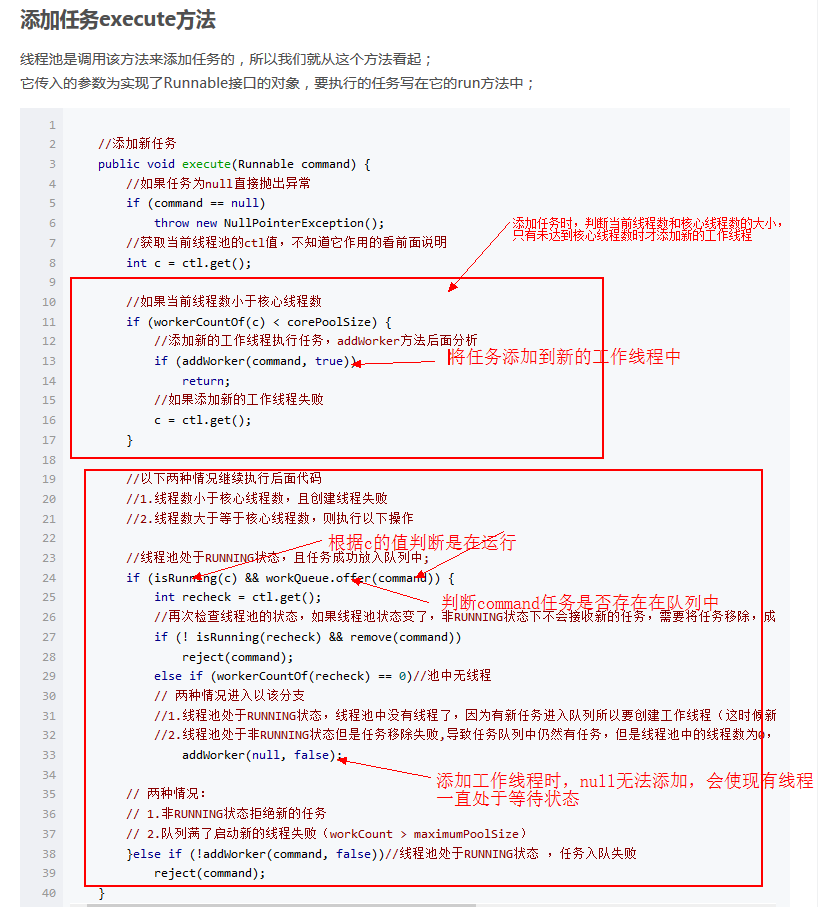 添加任务execute方法
线程池是调用该方法来添加任务的，所以我们就从这个方法看起；
它传入的参数为实现了Runnable接口的对象，要执行的任务写在它的run方法中；
1
2 //添加新任务
3 public void execute(Runnable command) {
4 //如果任务为null直接抛出异常
5 if (command == null)
6 throw new NullPointerException();
7 //获取当前线程池的ctl值，不知道它作用的看前面说明
8 int c = ctl.get();
添加任务时，判断当前线程数和核心线程数的大小，
只有未达到核心线程数时才添加新的工作线程
9
10 //如果当前线程数小于核心线程数
11 if (workerCountOf(c) < corePoolSize) {
12 //添加新的工作线程执行任务，addWorker方法后面分析
13 if (addWorker(command, true))
将任务添加到新的工作线程中
14 return;
15 //如果添加新的工作线程失败
16 c = ctl.get();
17 }
18
19 //以下两种情况继续执行后面代码
20 //1.线程数小于核心线程数，且创建线程失败
21 //2.线程数大于等于核心线程数，则执行以下操作
22
根据c的值判断是在运行
23 //线程池处于RUNNING状态，且任务成功放入队列中；
24 if (isRunning(c) && workQueue.offer(command)) {
25 int recheck = ctl.get();
判断command任务是否存在在队列中
26 //再次检查线程池的状态，如果线程池状态变了，非RUNNING状态下不会接收新的任务，需要将任务移除，成
27 if (! isRunning(recheck) && remove(command))
28 reject(command);
29 else if (workerCountOf(recheck) == 0)//池中无线程
30 // 两种情况进入以该分支
31 //1.线程池处于RUNNING状态，线程池中没有线程了，因为有新任务进入队列所以要创建工作线程（这时候新
32 //2.线程池处于非RUNNING状态但是任务移除失败,导致任务队列中仍然有任务，但是线程池中的线程数为0，
33 addWorker(null, false);
添加工作线程时，null无法添加，会使现有线程
一直处于等待状态
34
35 // 两种情况：
36 // 1.非RUNNING状态拒绝新的任务
37 // 2.队列满了启动新的线程失败（workCount > maximumPoolSize）
38 }else if (!addWorker(command, false))//线程池处于RUNNING状态 ，任务入队失败
39 reject(command);
40 }